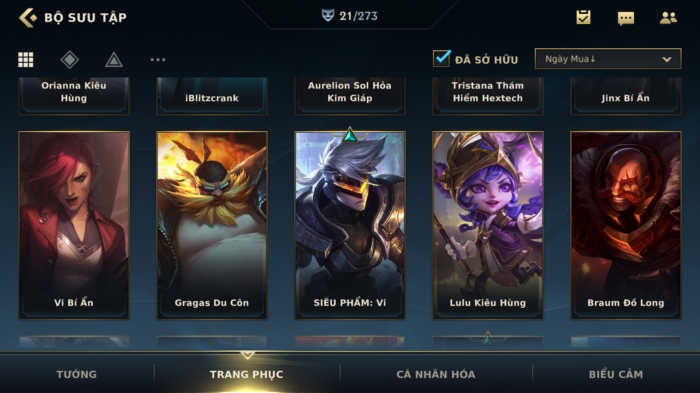 BỘ SƯU TẬP
21/273
ĐÃ SỞ HỮU
Ngày Mua↓
Orianna Kiêu
Hùng
iBlitzcrank
Aurelion Sol Hỏa
Kim Giáp
Tristana Thám
Hiểm Hextech
Jinx Bí Ẩn
Vi Bí Ẩn
Gragas Du Côn
SIÊU PHẨM: Vi
Lulu Kiêu Hùng
Braum Đồ Long
TƯỚNG
TRANG PHỤC
CÁ NHÂN HÓA
BIỂU CẢM